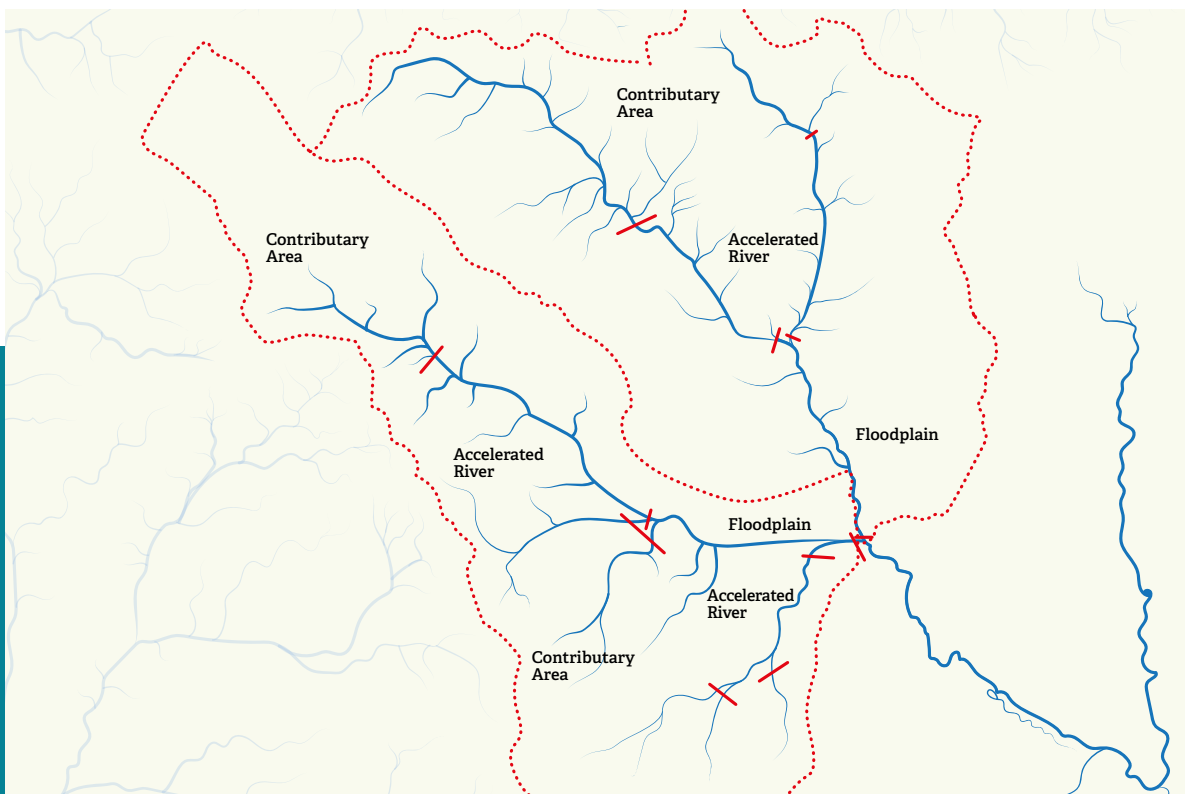 Contributary
Area
Contributary
Area
Accelerated
River
Floodplain
Accelerated
River
Floodplain
Accelerated
River
Contributary
Area